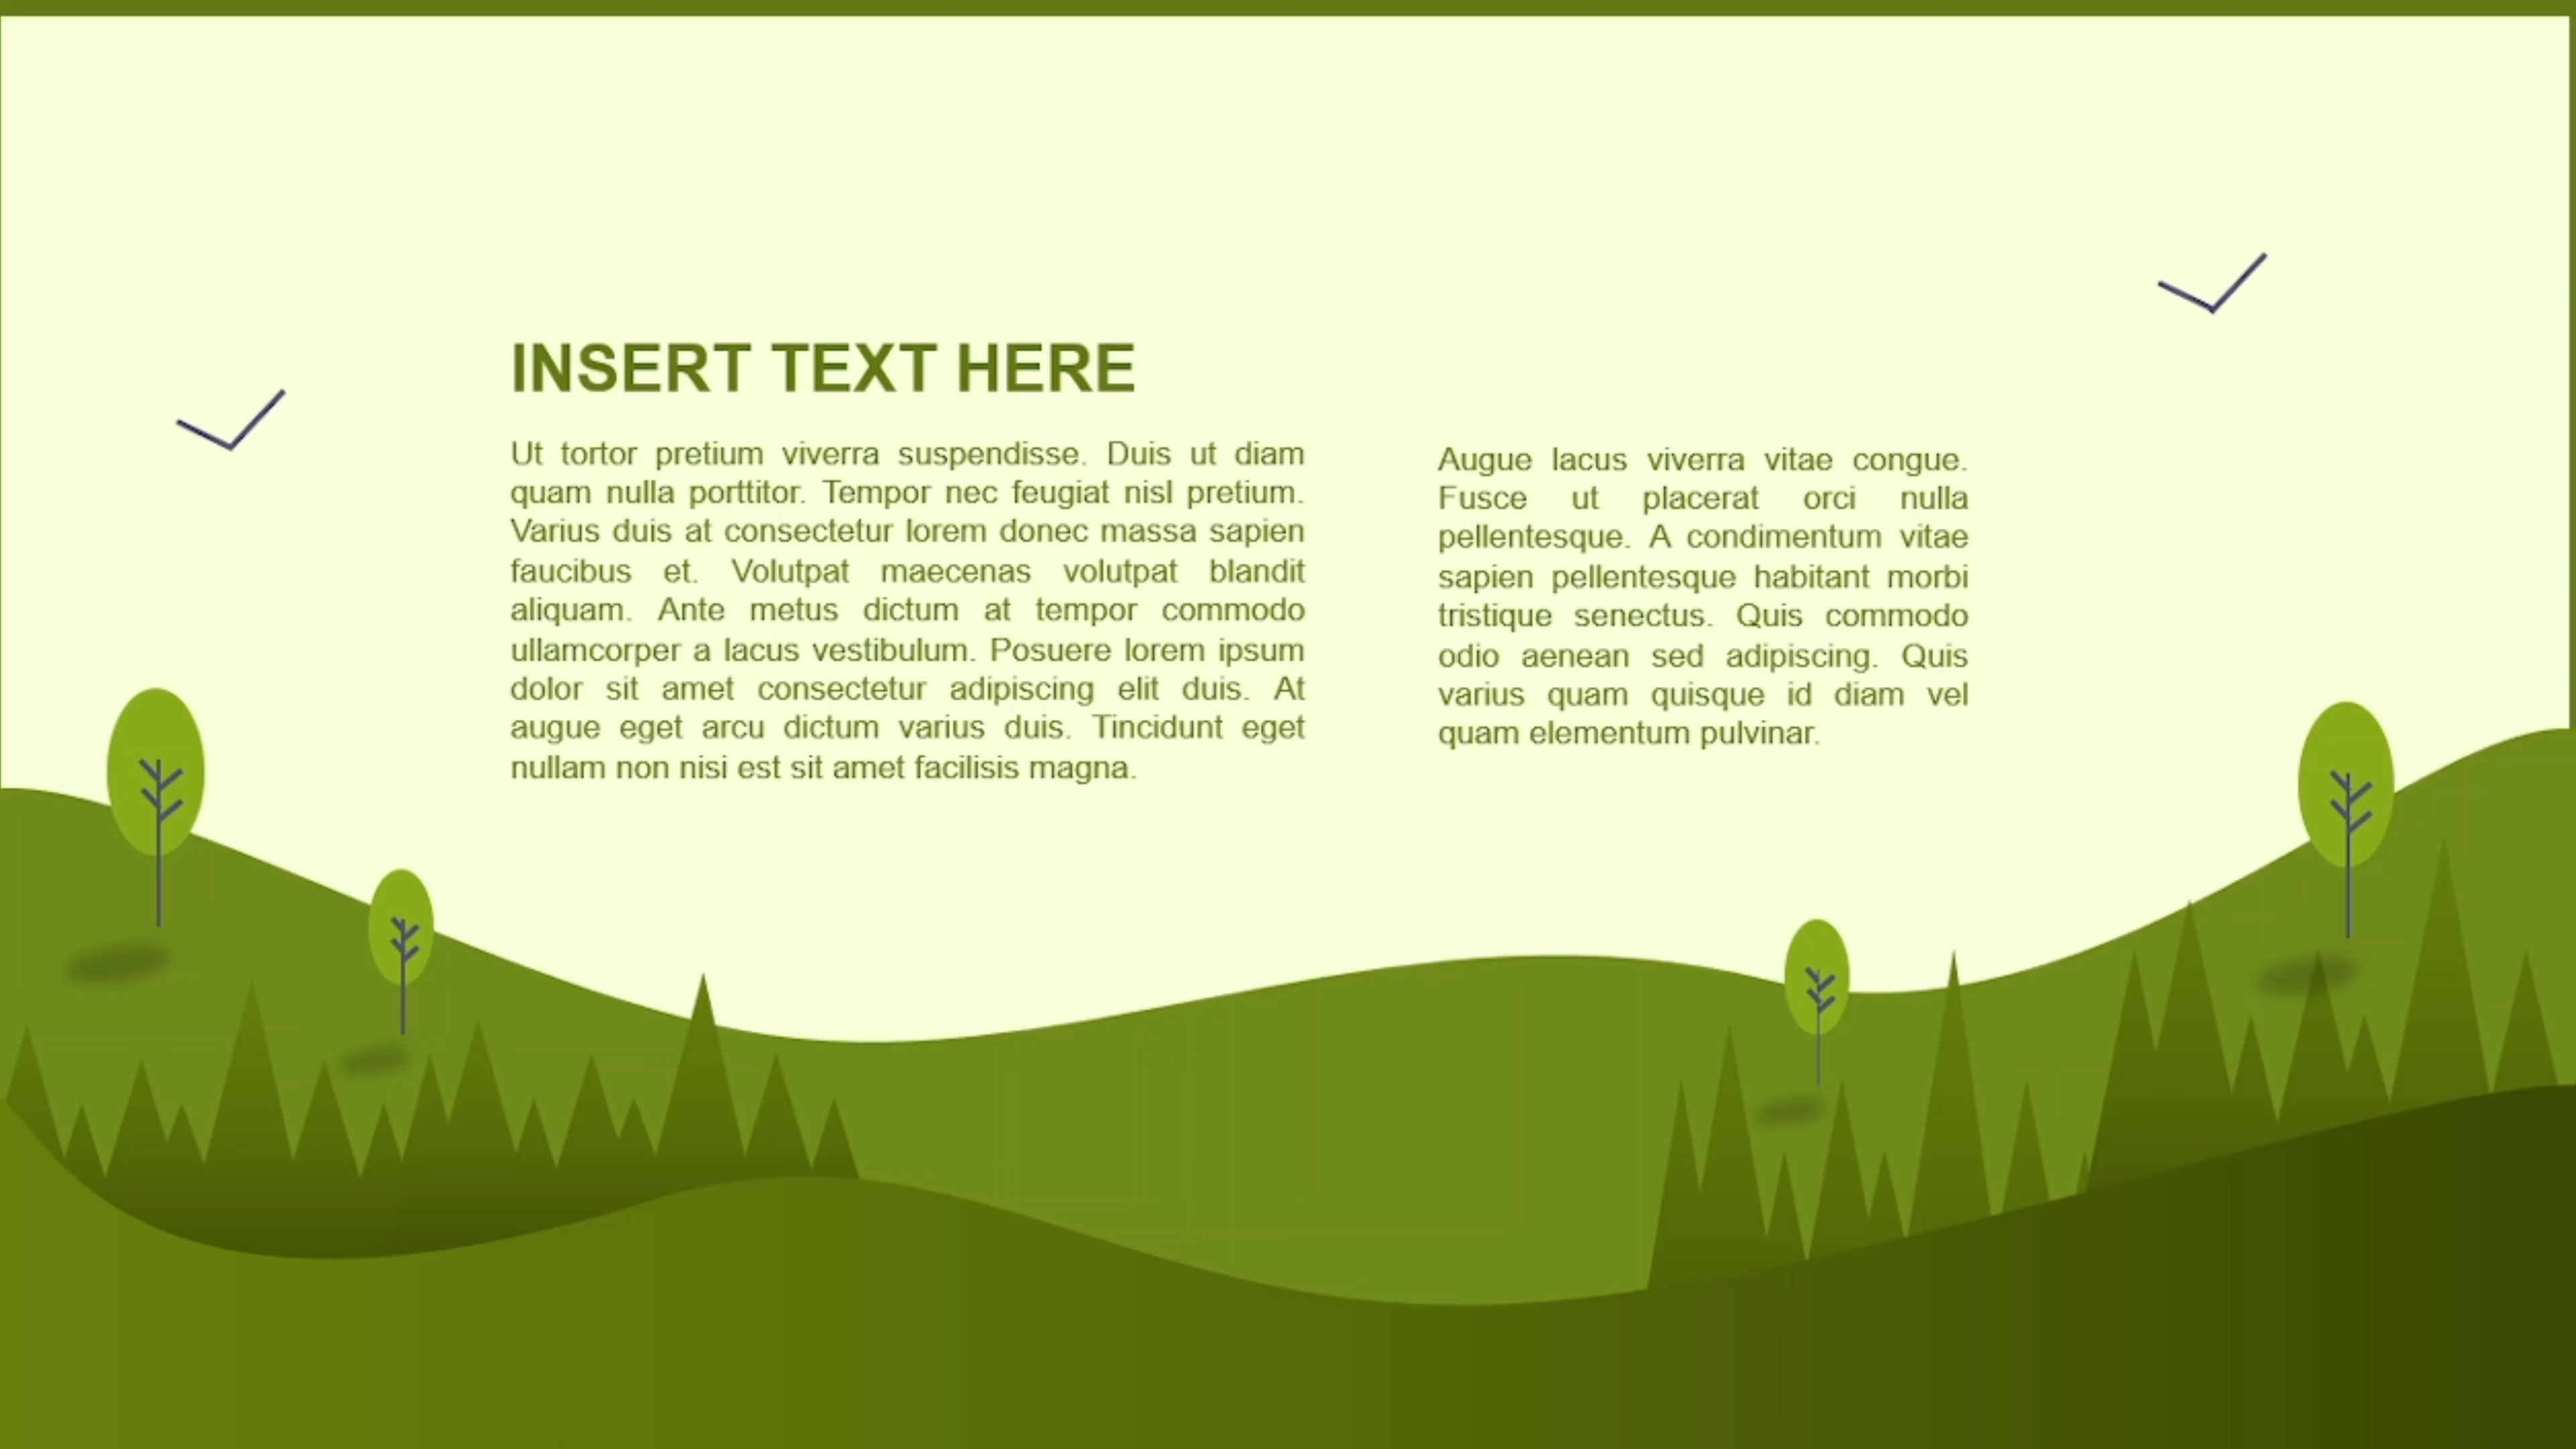 INSERT TEXT HERE
Ut tortor pretium viverra suspendisse. Duis ut diam
quam nulla porttitor. Tempor nec feugiat nisl pretium.
Varius duis at consectetur lorem donec massa sapien
faucibus et. Volutpat maecenas volutpat blandit
aliquam. Ante metus dictum at tempor commodo
ullamcorper a lacus vestibulum. Posuere lorem ipsum
dolor sit amet consectetur adipiscing elit duis. At
augue eget arcu dictum varius duis. Tincidunt eget
nullam non nisi est sit amet facilisis magna.
Augue lacus viverra vitae congue.
Fusce ut placerat orci nulla
pellentesque. A condimentum vitae
sapien pellentesque habitant morbi
tristique senectus. Quis commodo
odio aenean sed adipiscing. Quis
varius quam quisque id diam vel
quam elementum pulvinar.